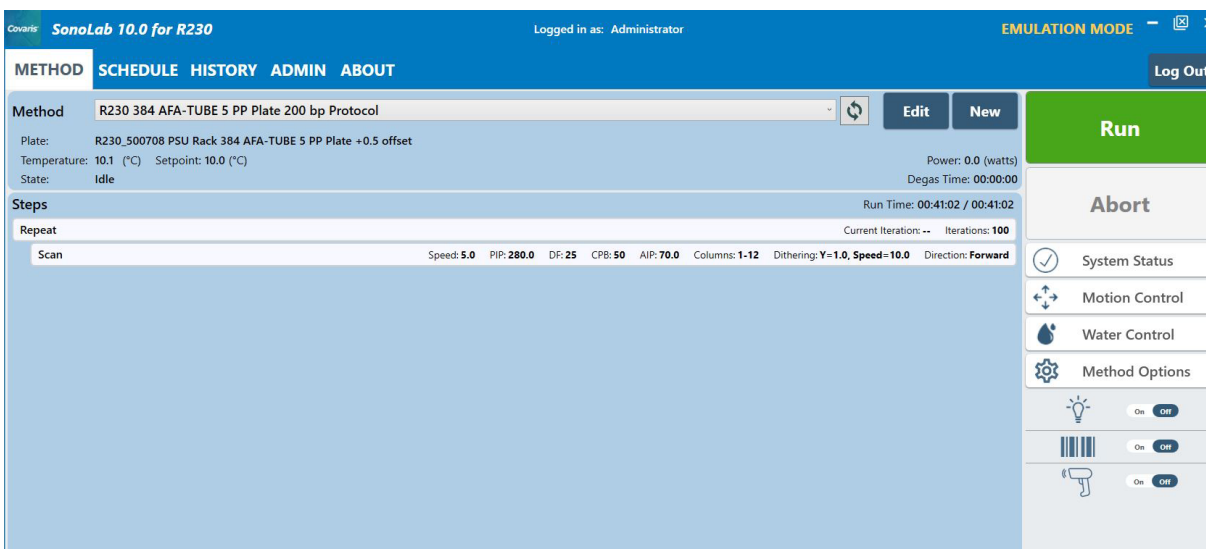 Covaris SonoLab 10.0 for R230 Logged in as: Administrator EMULATION MODE
METHOD SCHEDULE HISTORY ADMIN ABOUT Log Out
Method R230 384 AFA-TUBE 5 PP Plate 200 bp Protocol Edit New
Run
Plate: R230_500708 PSU Rack 384 AFA-TUBE 5 PP Plate +0.5 offset
Temperature: 10.1 (°C) Setpoint: 10.0 (°C) Power: 0.0 (watts)
State: Idle Degas Time: 00:00:00
Steps Run Time: 00:41:02 / 00:41:02
Abort
Repeat Current Iteration: -- Iterations: 100
Scan Speed: 5.0 PIP: 280.0 DF: 25 CPB: 50 AIP: 70.0 Columns: 1-12 Dithering: Y=1.0, Speed=10.0 Direction: Forward
System Status
Motion Control
Water Control
Method Options
On Off
On Off
On Off